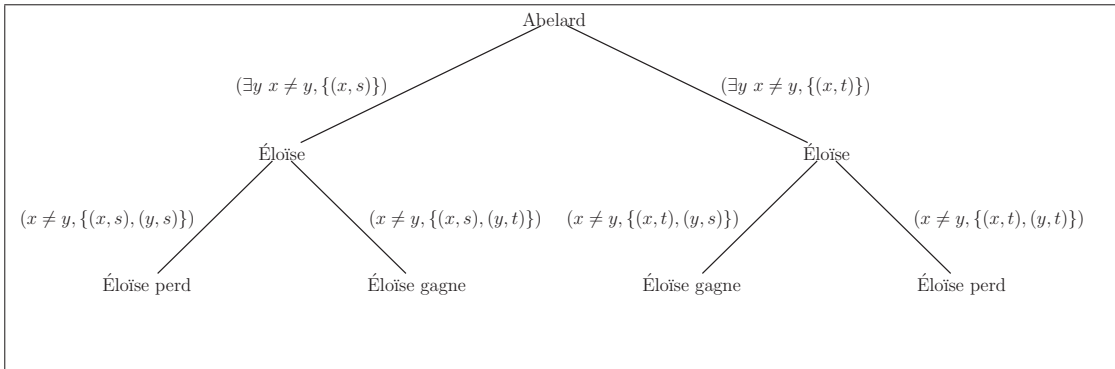 Abelard
(∃y x ≠ y, {(x, s)}) (∃y x ≠ y, {(x, t)})
Éloïse Éloïse
(x ≠ y, {(x, s), (y, s)}) (x ≠ y, {(x, s), (y, t)}) (x ≠ y, {(x, t), (y, s)}) (x ≠ y, {(x, t), (y, t)})
Éloïse perd Éloïse gagne Éloïse gagne Éloïse perd